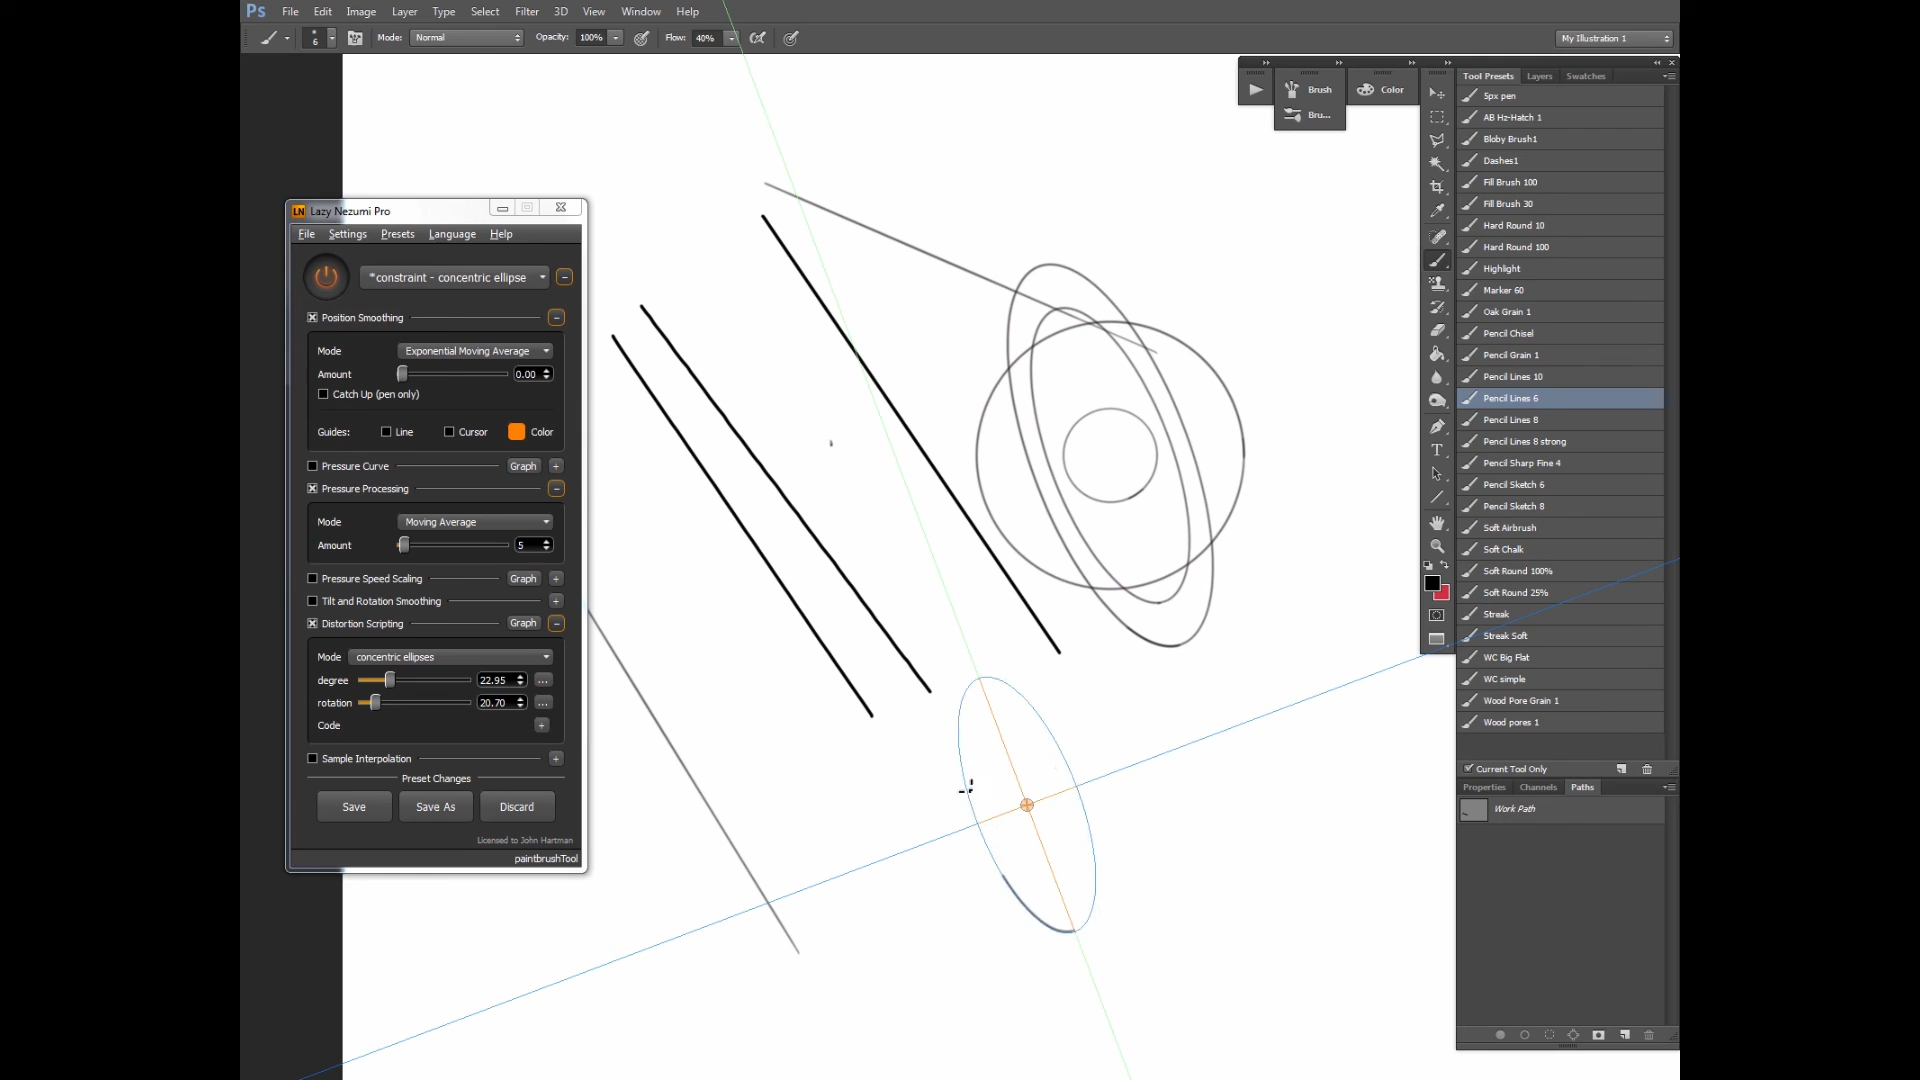 Ps File Edit Image Layer Type Select Filter 3D View Window Help
6 Mode: Normal Opacity: 100% Flow: 40% My Illustration 1
Tool Presets Layers Swatches
Brush
Bru...
Color
5px pen
AB Hz-Hatch 1
Bloby Brush1
Dashes1
Fill Brush 100
Fill Brush 30
Hard Round 10
Hard Round 100
Highlight
Marker 60
Oak Grain 1
Pencil Chisel
Pencil Grain 1
Pencil Lines 10
Pencil Lines 6
Pencil Lines 8
Pencil Lines 8 strong
Pencil Sharp Fine 4
Pencil Sketch 6
Pencil Sketch 8
Soft Airbrush
Soft Chalk
Soft Round 100%
Soft Round 25%
Streak
Streak Soft
WC Big Flat
WC simple
Wood Pore Grain 1
Wood pores 1
Current Tool Only
Properties Channels Paths
Work Path
LN Lazy Nezumi Pro
File Settings Presets Language Help
*constraint - concentric ellipse
Position Smoothing
Mode Exponential Moving Average
Amount 0.00
Catch Up (pen only)
Guides: Line Cursor Color
Pressure Curve Graph
Pressure Processing
Mode Moving Average
Amount 5
Pressure Speed Scaling Graph
Tilt and Rotation Smoothing
Distortion Scripting Graph
Mode concentric ellipses
degree 22.95 ...
rotation 20.70 ...
Code
Sample Interpolation
Preset Changes
Save Save As Discard
Licensed to John Hartman
paintbrushTool